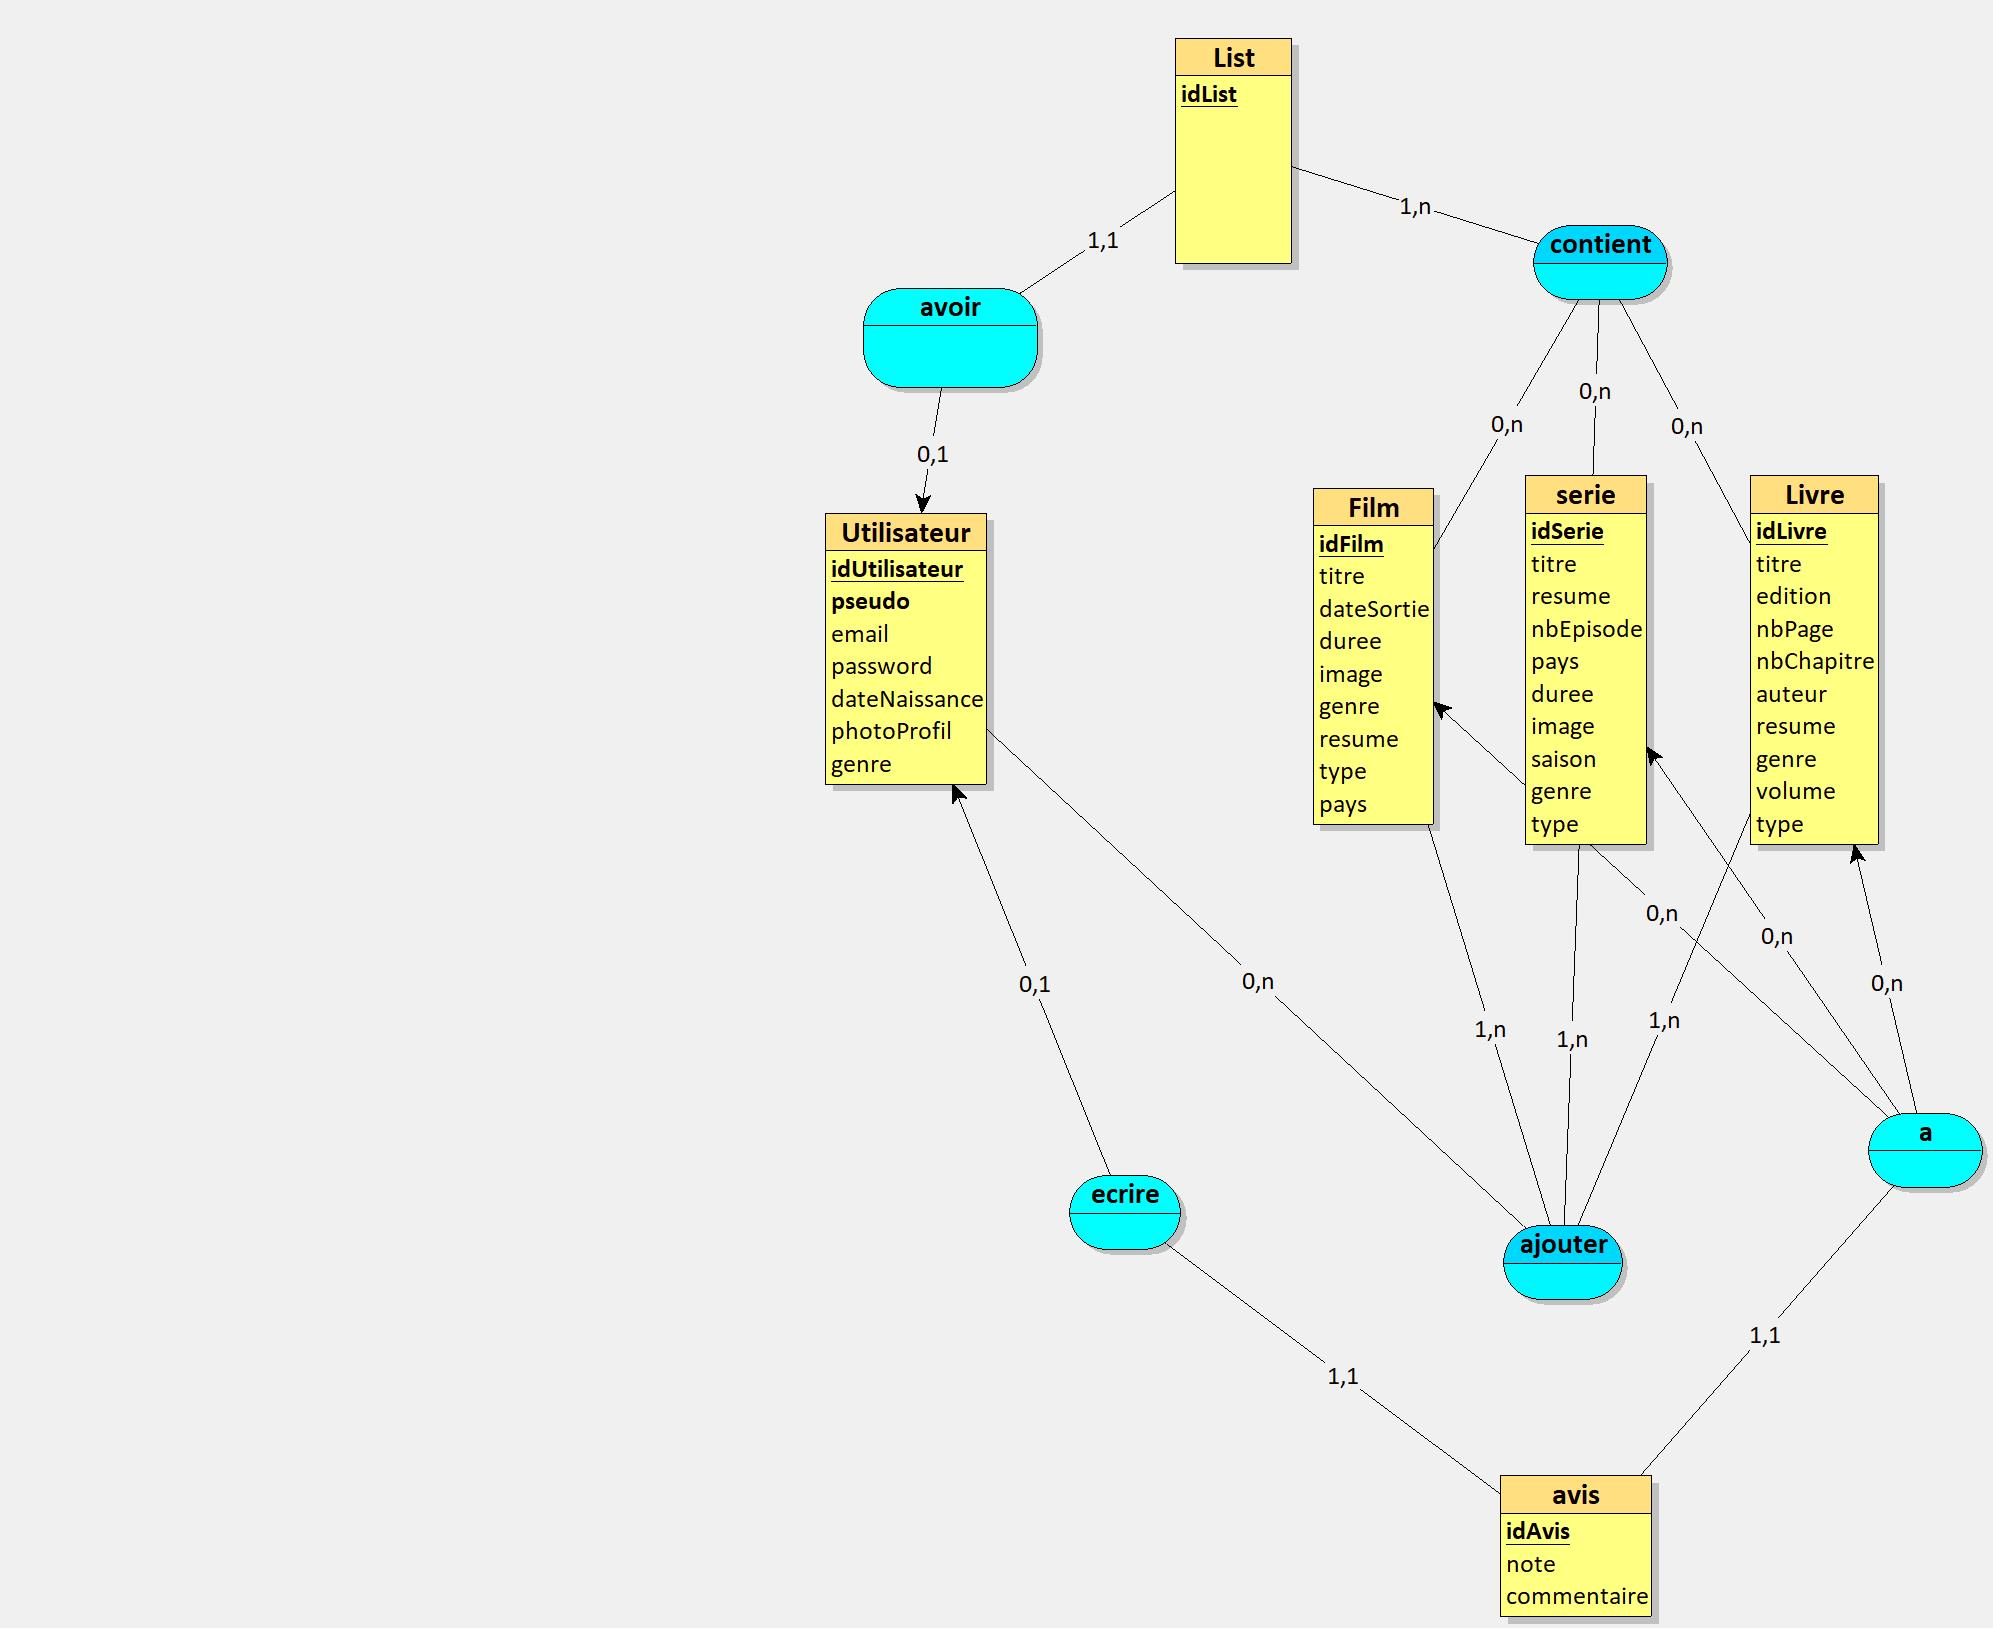 List
idList
1,n
1,1
contient
avoir
0,n
0,n
0,n
0,1
Utilisateur
idUtilisateur
pseudo
email
password
dateNaissance
photoProfil
genre
Film
idFilm
titre
dateSortie
duree
image
genre
resume
type
pays
serie
idSerie
titre
resume
nbEpisode
pays
duree
image
saison
genre
type
Livre
idLivre
titre
edition
nbPage
nbChapitre
auteur
resume
genre
volume
type
0,n
0,n
0,n
0,1
0,n
1,n
1,n
1,n
a
ecrire
ajouter
1,1
1,1
avis
idAvis
note
commentaire